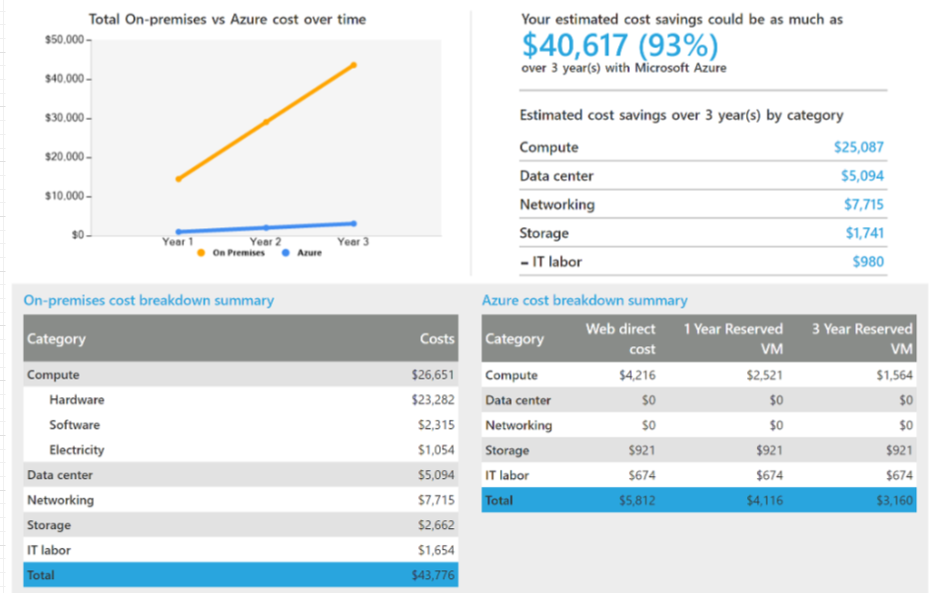 Total On-premises vs Azure cost over time
$50,000
$40,000
$30,000
$20,000
$10,000
$0
Year 1 Year 2 Year 3
On Premises Azure
Your estimated cost savings could be as much as
$40,617 (93%)
over 3 year(s) with Microsoft Azure
Estimated cost savings over 3 year(s) by category
Compute $25,087
Data center $5,094
Networking $7,715
Storage $1,741
– IT labor $980
On-premises cost breakdown summary
Category Costs
Compute $26,651
Hardware $23,282
Software $2,315
Electricity $1,054
Data center $5,094
Networking $7,715
Storage $2,662
IT labor $1,654
Total $43,776
Azure cost breakdown summary
Category Web direct cost 1 Year Reserved VM 3 Year Reserved VM
Compute $4,216 $2,521 $1,564
Data center $0 $0 $0
Networking $0 $0 $0
Storage $921 $921 $921
IT labor $674 $674 $674
Total $5,812 $4,116 $3,160